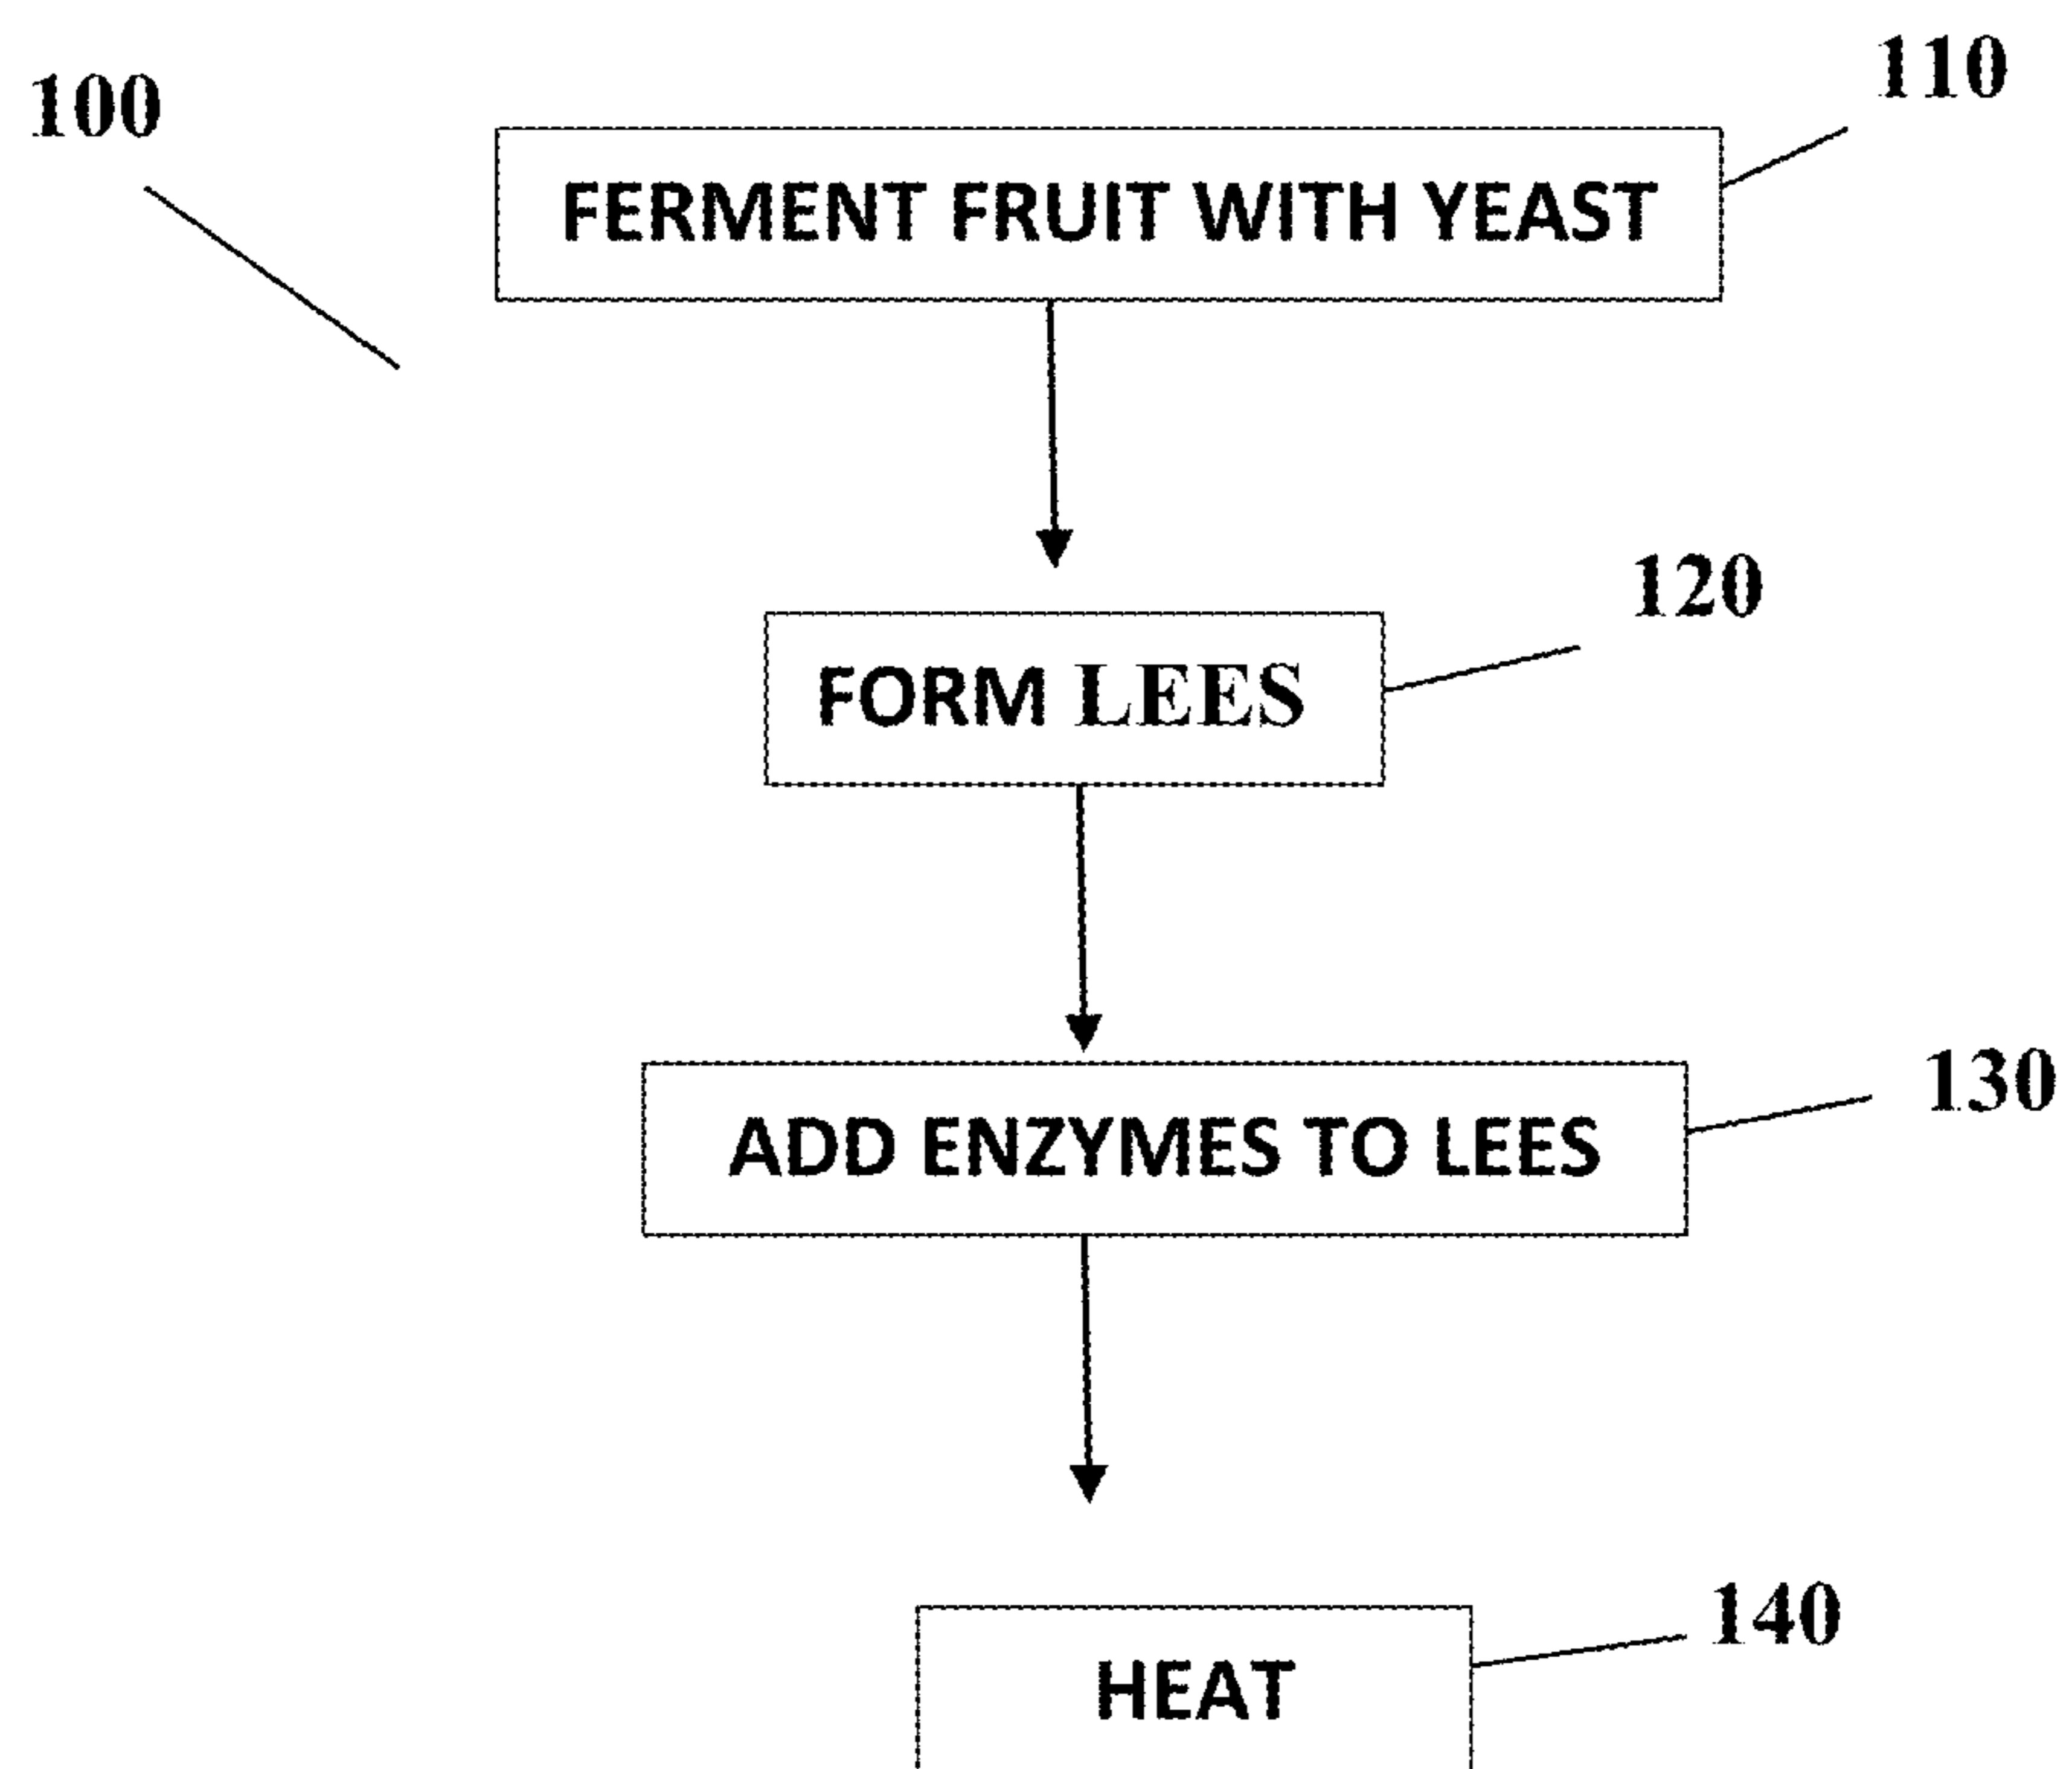 110
100
FERMENT FRUIT WITH YEAST
120
FORM LEES
130
ADD ENZYMES TO LEES
140
HEAT